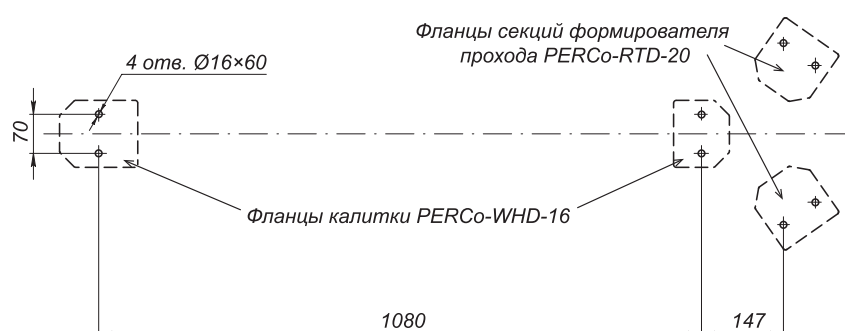 Фланцы секций формирователя
прохода PERCo-RTD-20
4 отв. Ø16×60
70
Фланцы калитки PERCo-WHD-16
1080
147